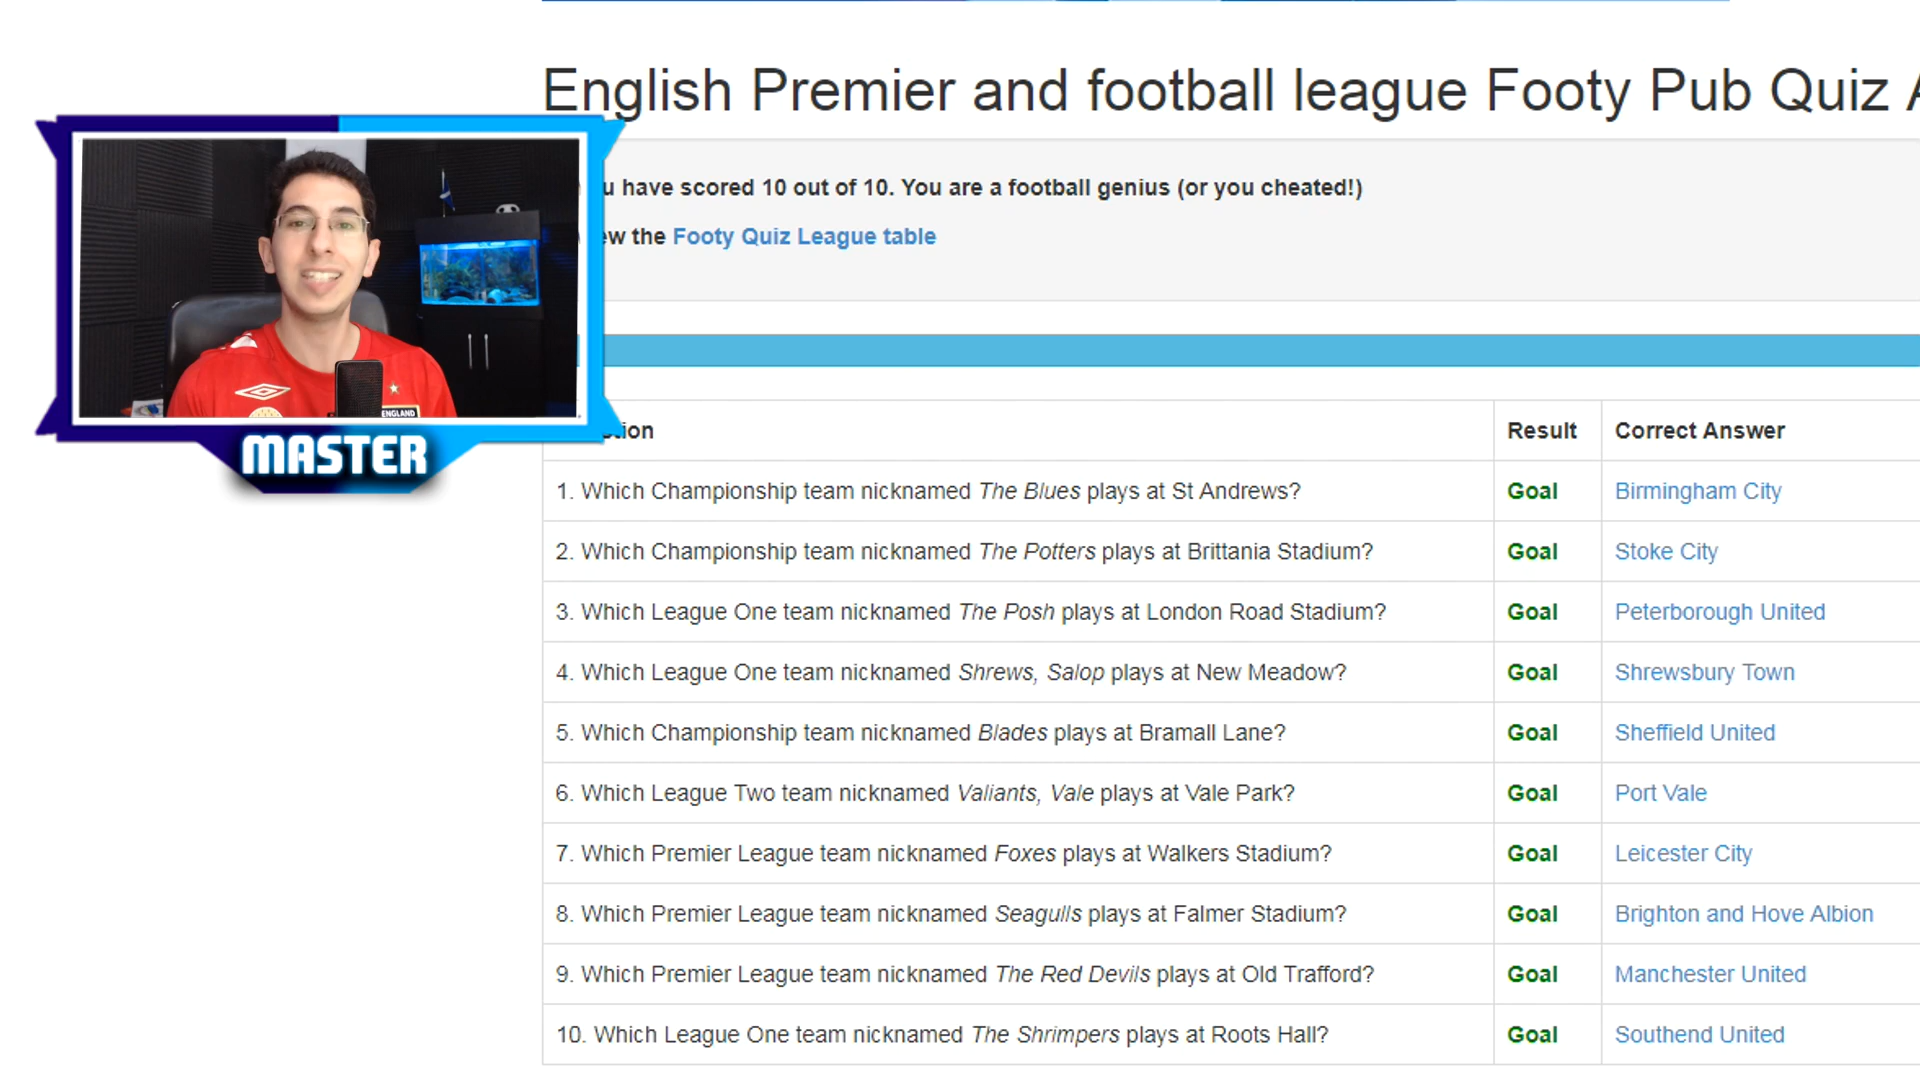 English Premier and football league Footy Pub Quiz
u have scored 10 out of 10. You are a football genius (or you cheated!)
ew the Footy Quiz League table
ENGLAND
MASTER
tion Result Correct Answer
1. Which Championship team nicknamed The Blues plays at St Andrews? Goal Birmingham City
2. Which Championship team nicknamed The Potters plays at Brittania Stadium? Goal Stoke City
3. Which League One team nicknamed The Posh plays at London Road Stadium? Goal Peterborough United
4. Which League One team nicknamed Shrews, Salop plays at New Meadow? Goal Shrewsbury Town
5. Which Championship team nicknamed Blades plays at Bramall Lane? Goal Sheffield United
6. Which League Two team nicknamed Valiants, Vale plays at Vale Park? Goal Port Vale
7. Which Premier League team nicknamed Foxes plays at Walkers Stadium? Goal Leicester City
8. Which Premier League team nicknamed Seagulls plays at Falmer Stadium? Goal Brighton and Hove Albion
9. Which Premier League team nicknamed The Red Devils plays at Old Trafford? Goal Manchester United
10. Which League One team nicknamed The Shrimpers plays at Roots Hall? Goal Southend United